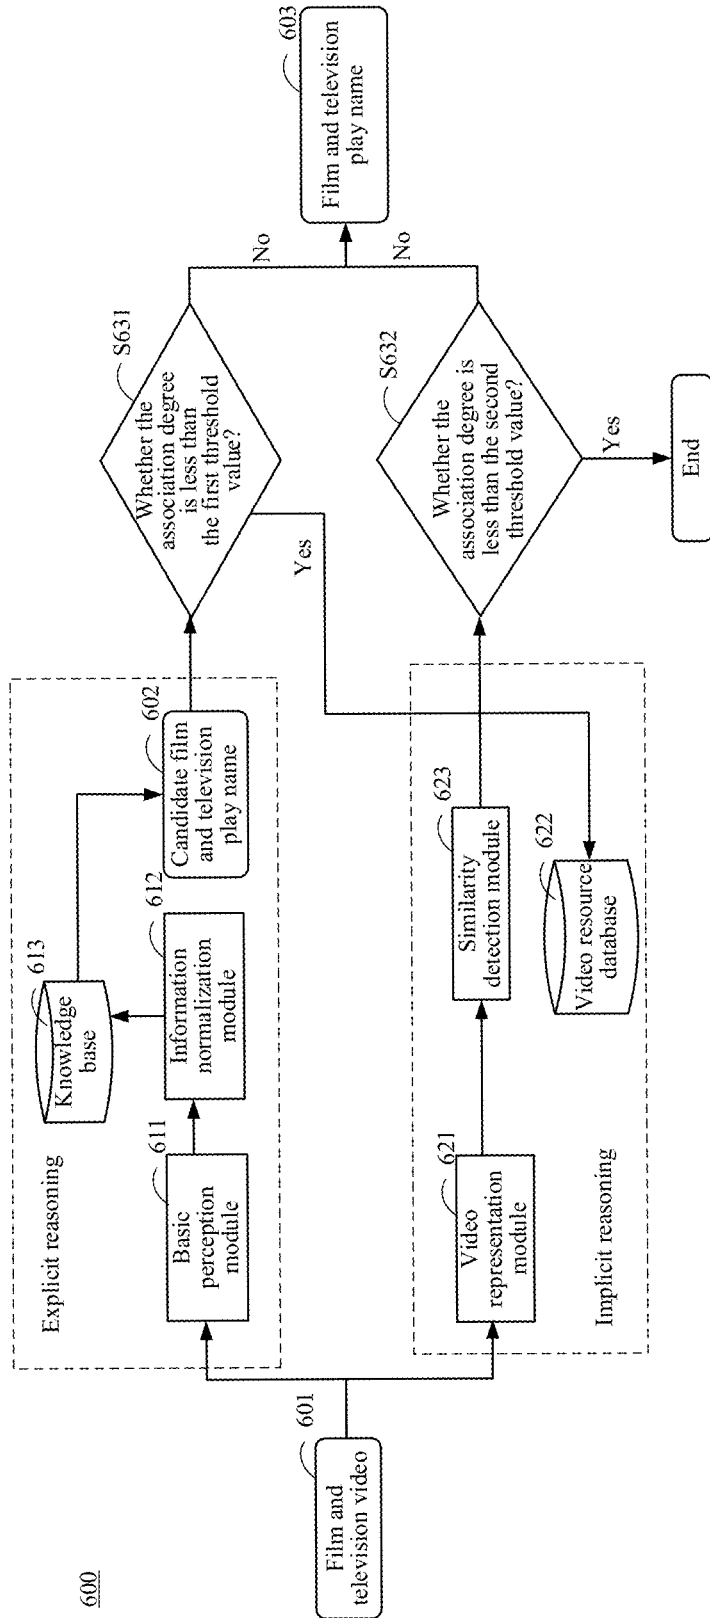 600
Film and
television video
601
Explicit reasoning
Basic
perception
module
611
Information
normalization
module
612
Knowledge
base
613
Candidate film
and television
play name
602
Whether the
association degree
is less than
the first threshold
value?
S631
No
Yes
Film and television
play name
603
Video
representation
module
621
Similarity
detection module
623
Video resource
database
622
Implicit reasoning
Whether the
association degree is
less than the second
threshold value?
S632
No
Yes
End